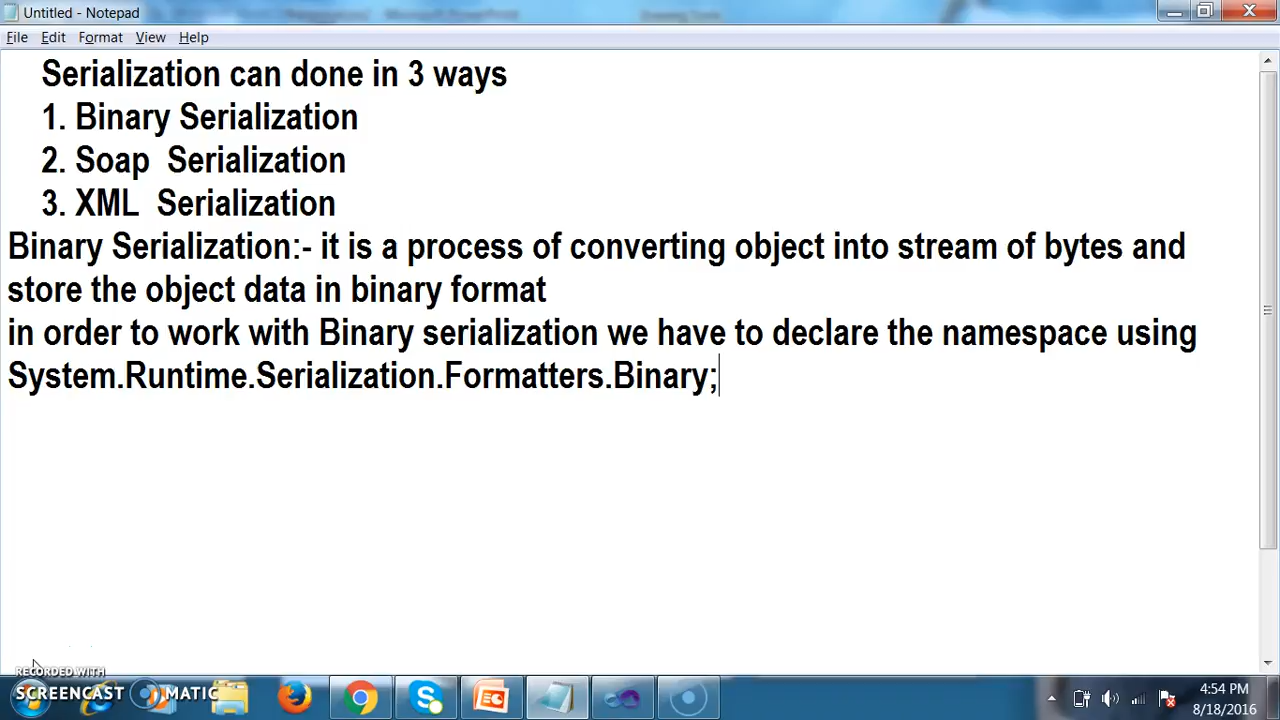 Untitled - Notepad
File Edit Format View Help
Serialization can done in 3 ways
1. Binary Serialization
2. Soap  Serialization
3. XML  Serialization
Binary Serialization:- it is a process of converting object into stream of bytes and
store the object data in binary format
in order to work with Binary serialization we have to declare the namespace using
System.Runtime.Serialization.Formatters.Binary;
RECORDED WITH
SCREENCAST MATIC
4:54 PM
8/18/2016